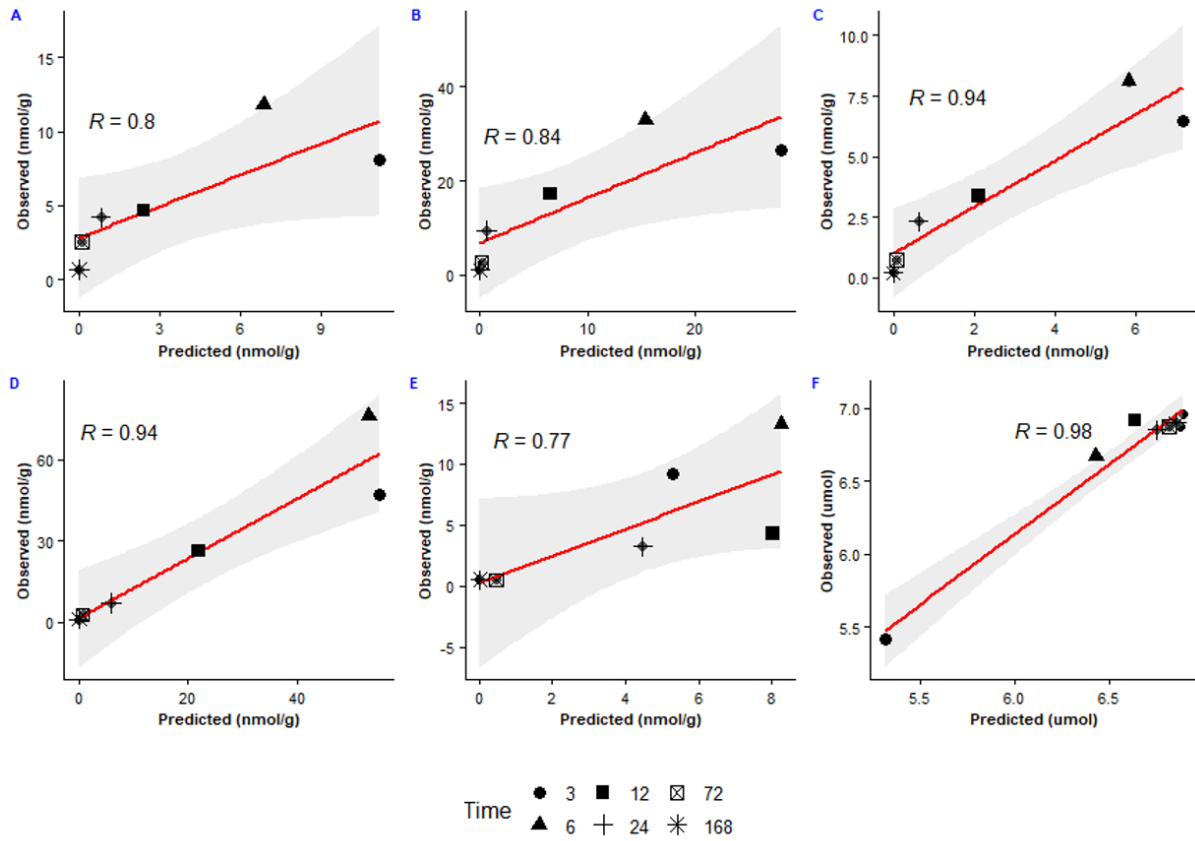 A
B
C
R = 0.8
R = 0.84
R = 0.94
Observed (nmol/g)
15
10
5
0
0
3
6
9
Predicted (nmol/g)
Observed (nmol/g)
40
20
0
0
10
20
Predicted (nmol/g)
Observed (nmol/g)
10.0
7.5
5.0
2.5
0.0
0
2
4
6
Predicted (nmol/g)
D
E
F
R = 0.94
R = 0.77
R = 0.98
Observed (nmol/g)
60
30
0
0
20
40
Predicted (nmol/g)
Observed (nmol/g)
15
10
5
0
-5
0
2
4
6
8
Predicted (nmol/g)
Observed (umol)
7.0
6.5
6.0
5.5
5.5
6.0
6.5
Predicted (umol)
Time
3 12 72
6 24 168